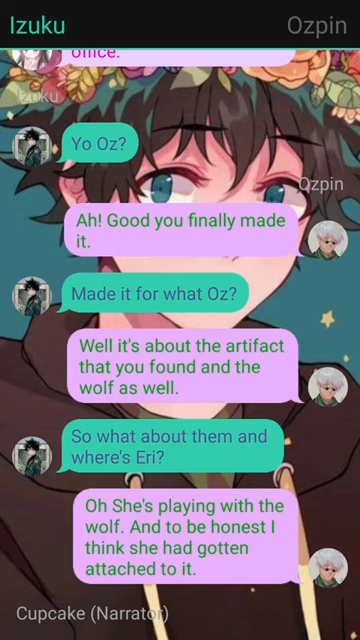 Izuku
Ozpin
office.
Izuku
Yo Oz?
Ozpin
Ah! Good you finally made
it.
Made it for what Oz?
Well it's about the artifact
that you found and the
wolf as well.
So what about them and
where's Eri?
Oh She's playing with the
wolf. And to be honest I
think she had gotten
attached to it.
Cupcake (Narrator)